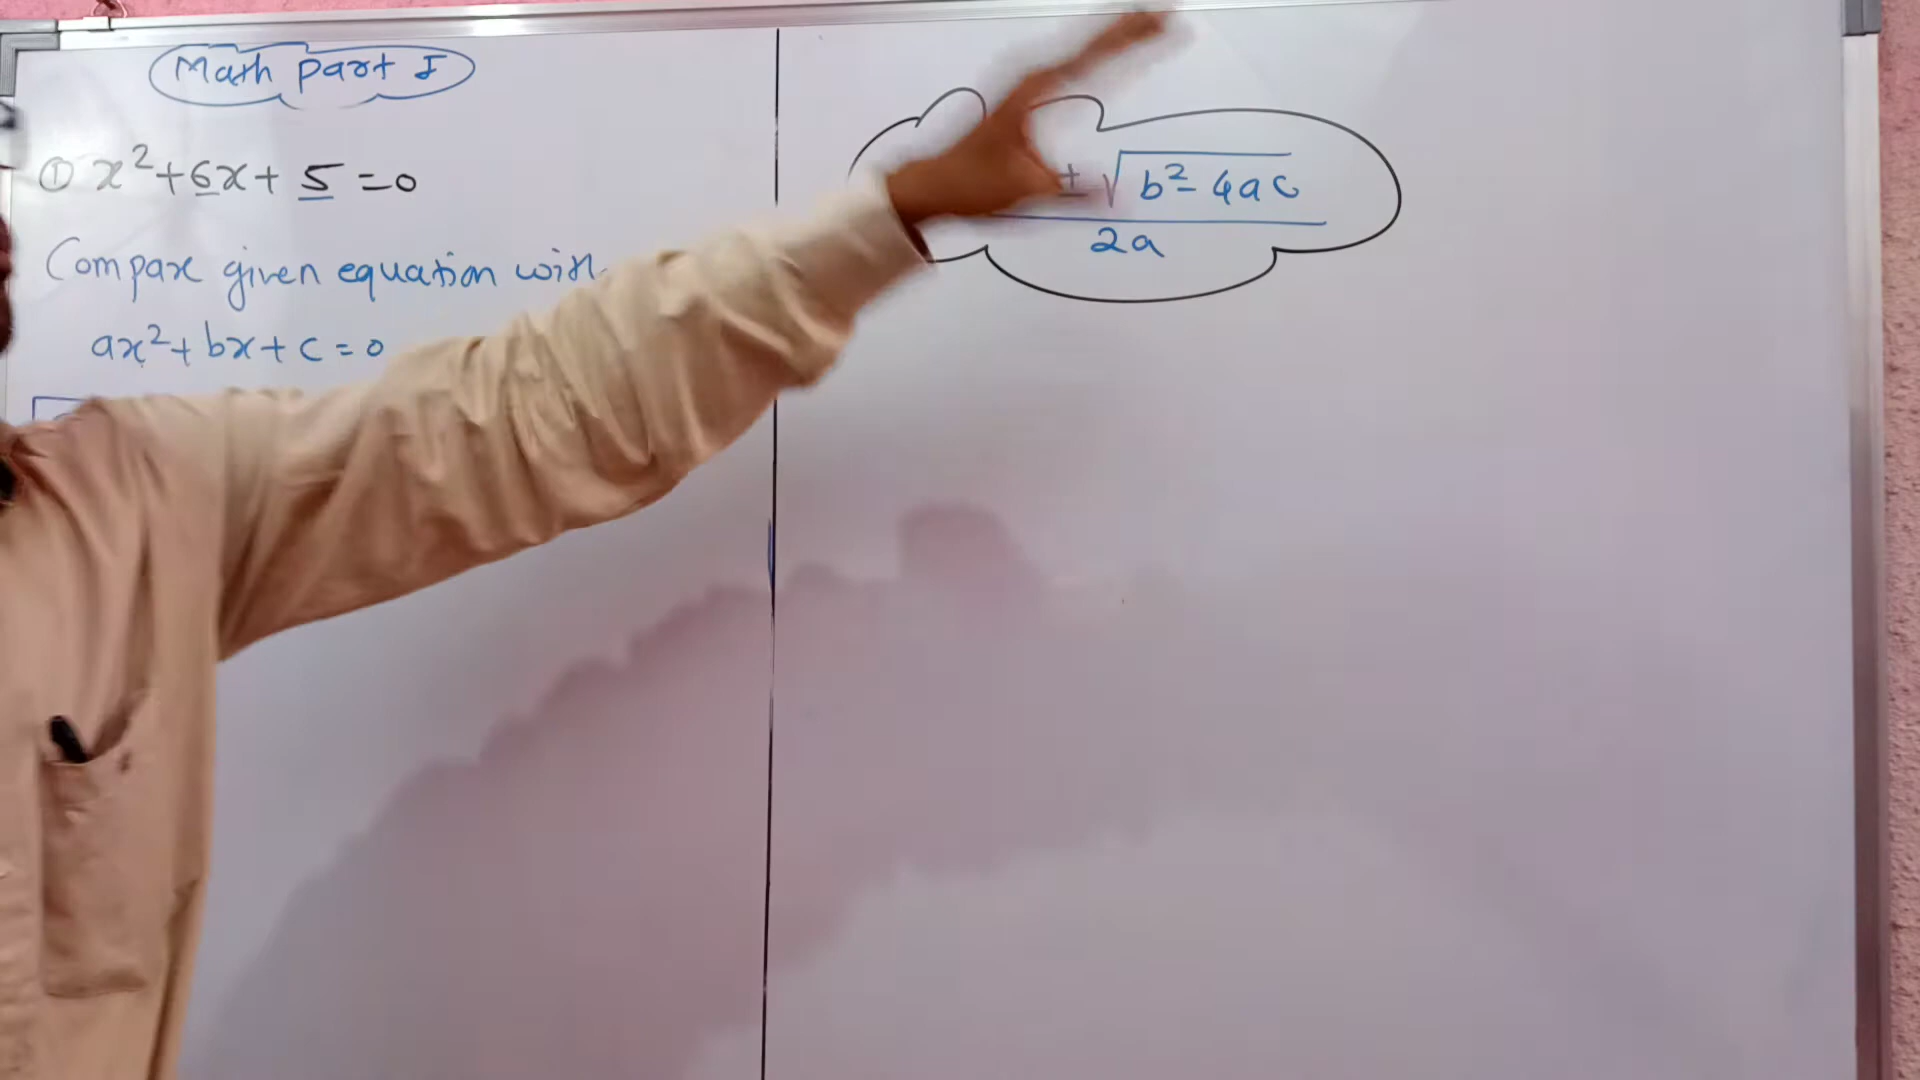 Math part I
① x²+6x+5=0
Compare given equation with
ax²+bx+c=0
± √b²-4ac
2a